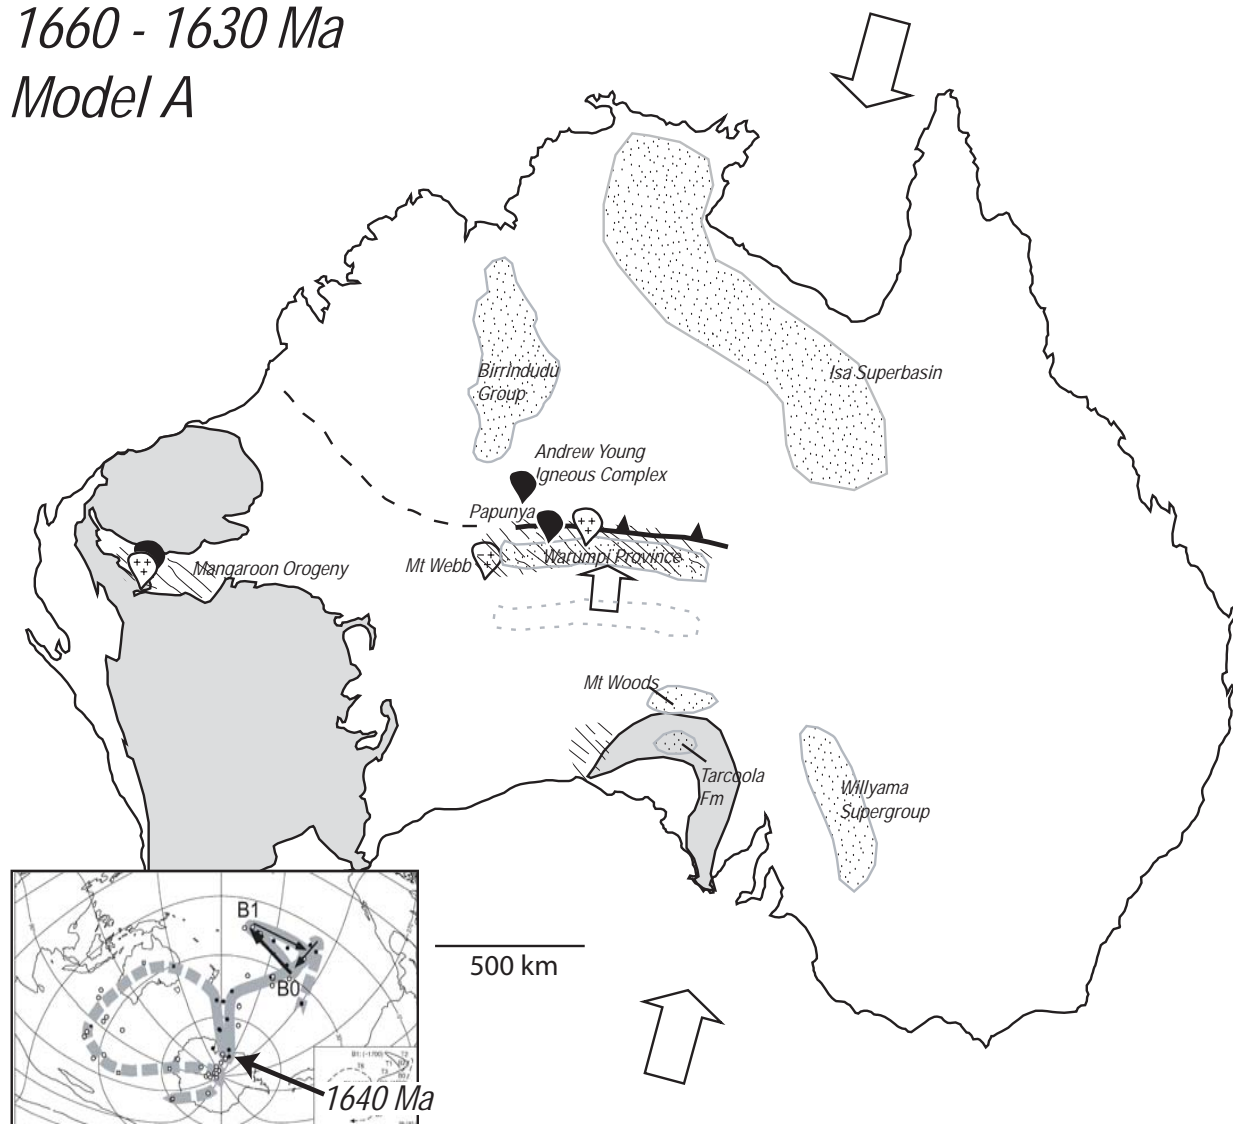 1660 - 1630 Ma
Model A
Birrindudu
Group
Isa Superbasin
Andrew Young
Igneous Complex
Papunya
Mt Webb
Warumpi Province
Mangaroon Orogeny
Mt Woods
Tarcoola
Fm
Willyama
Supergroup
B1
B0
500 km
1640 Ma